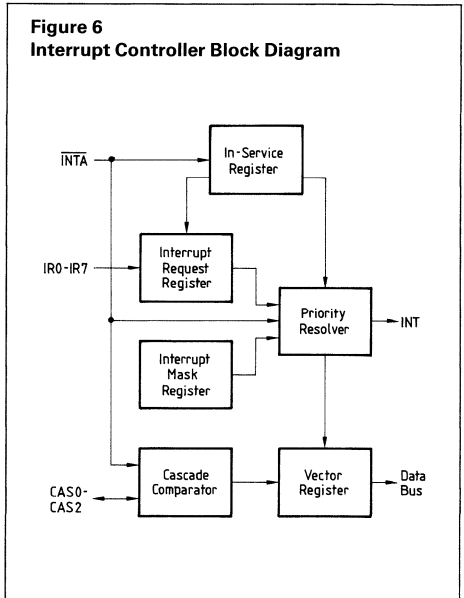 Figure 6
Interrupt Controller Block Diagram
INTA
In-Service
Register
IR0-IR7
Interrupt
Request
Register
Priority
Resolver
INT
Interrupt
Mask
Register
CAS0-
CAS2
Cascade
Comparator
Vector
Register
Data
Bus